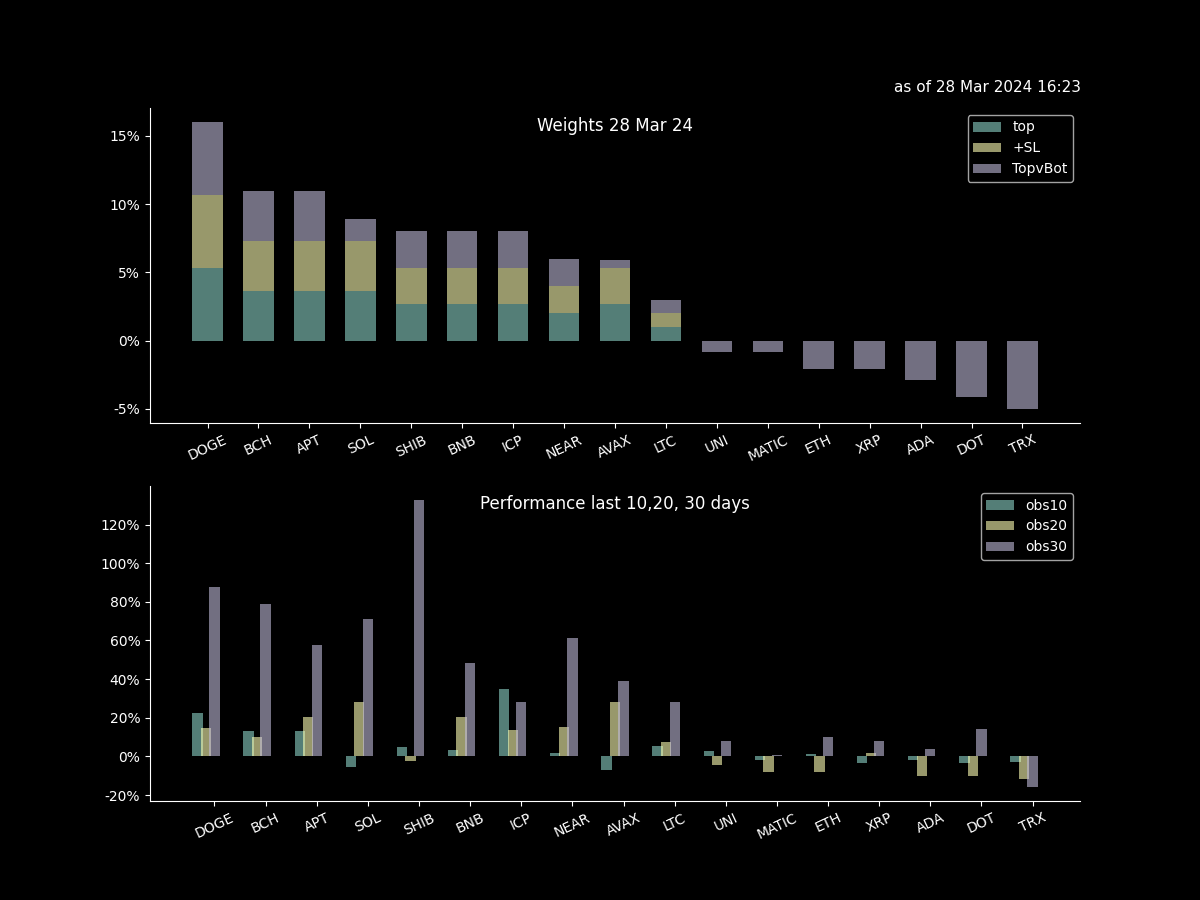 as of 28 Mar 2024 16:23
Weights 28 Mar 24
top
+SL
TopvBot
15%
10%
5%
0%
-5%
DOGE BCH APT SOL SHIB BNB ICP NEAR AVAX LTC UNI MATIC ETH XRP ADA DOT TRX
Performance last 10,20, 30 days
obs10
obs20
obs30
120%
100%
80%
60%
40%
20%
0%
-20%
DOGE BCH APT SOL SHIB BNB ICP NEAR AVAX LTC UNI MATIC ETH XRP ADA DOT TRX